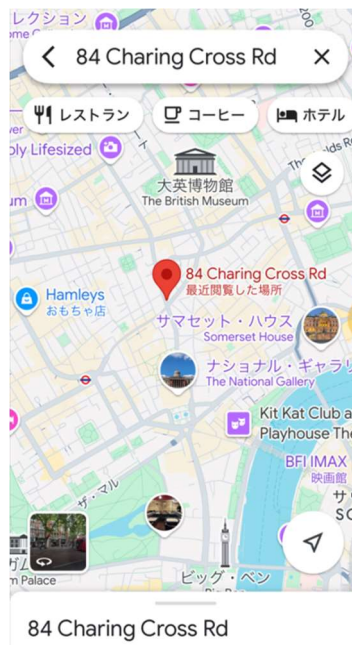 レクション
84 Charing Cross Rd
レストラン
コーヒー
ホテル
oly Lifesized
um
大英博物館
The British Museum
84 Charing Cross Rd
最近閲覧した場所
Hamleys
おもちゃ店
サマセット・ハウス
Somerset House
ナショナル・ギャラリ
The National Gallery
Kit Kat Club a
Playhouse The
BFI IMAX
映画館
ザ・マル
サ
ビッグ・ベン
m Palace
84 Charing Cross Rd